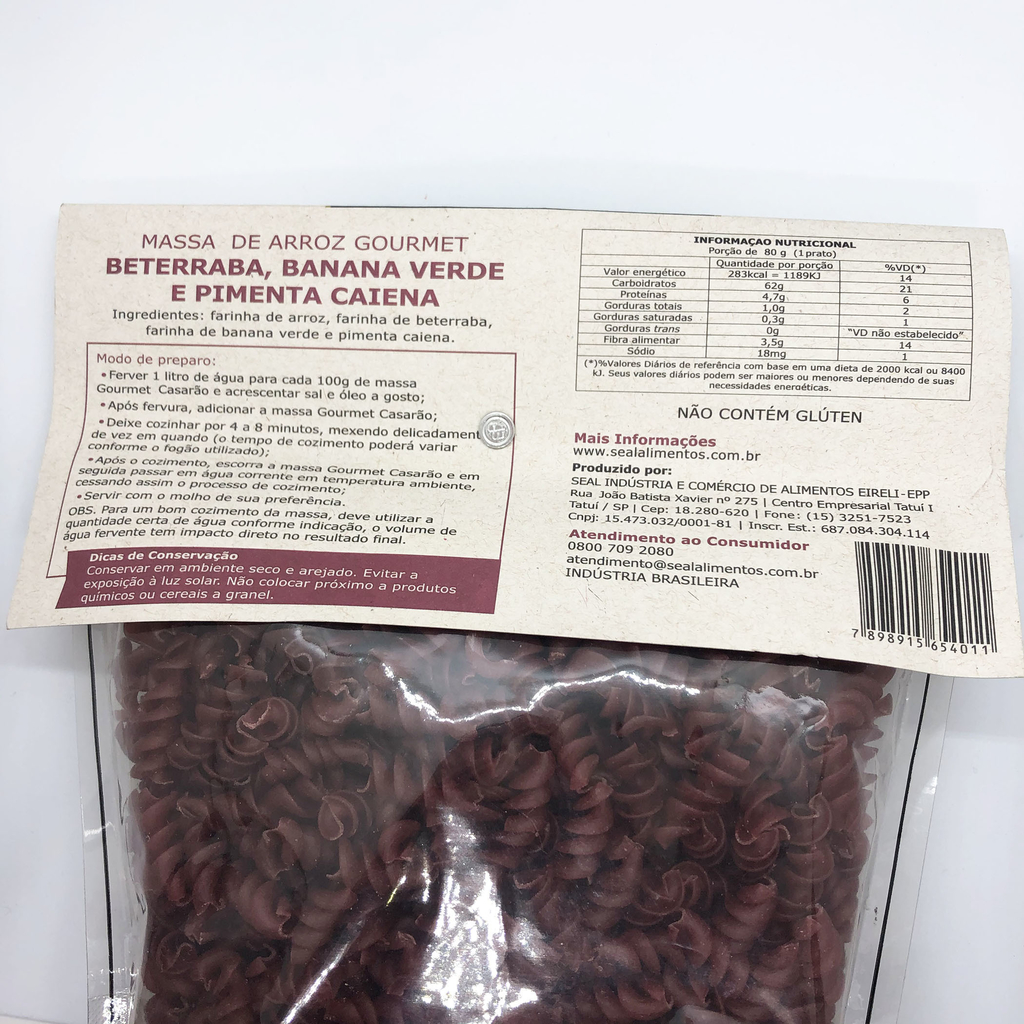 MASSA DE ARROZ GOURMET
BETERRABA, BANANA VERDE
E PIMENTA CAIENA
Ingredientes: farinha de arroz, farinha de beterraba,
farinha de banana verde e pimenta caiena.
Modo de preparo:
•Ferver 1 litro de água para cada 100g de massa
Gourmet Casarão e acrescentar sal e óleo a gosto;
•Após fervura, adicionar a massa Gourmet Casarão;
•Deixe cozinhar por 4 a 8 minutos, mexendo delicadament
de vez em quando (o tempo de cozimento poderá variar
conforme o fogão utilizado);
•Após o cozimento, escorra a massa Gourmet Casarão e em
seguida passar em água corrente em temperatura ambiente,
cessando assim o processo de cozimento;
•Servir com o molho de sua preferência.
OBS. Para um bom cozimento da massa, deve utilizar a
quantidade certa de água conforme indicação, o volume de
água fervente tem impacto direto no resultado final.
Dicas de Conservação
Conservar em ambiente seco e arejado. Evitar a
exposição à luz solar. Não colocar próximo a produtos
químicos ou cereais a granel.
INFORMAÇAO NUTRICIONAL
Porção de 80 g (1 prato)
Quantidade por porção %VD(*)
Valor energético 283kcal = 1189KJ 14
Carboidratos 62g 21
Proteínas 4,7g 6
Gorduras totais 1,0g 2
Gorduras saturadas 0,3g 1
Gorduras trans 0g "VD não estabelecido"
Fibra alimentar 3,5g 14
Sódio 18mg 1
(*)%Valores Diários de referência com base em uma dieta de 2000 kcal ou 8400
kJ. Seus valores diários podem ser maiores ou menores dependendo de suas
necessidades energéticas.
NÃO CONTÉM GLÚTEN
Mais Informações
www.sealalimentos.com.br
Produzido por:
SEAL INDÚSTRIA E COMÉRCIO DE ALIMENTOS EIRELI-EPP
Rua João Batista Xavier nº 275 | Centro Empresarial Tatuí I
Tatuí / SP | Cep: 18.280-620 | Fone: (15) 3251-7523
Cnpj: 15.473.032/0001-81 | Inscr. Est.: 687.084.304.114
Atendimento ao Consumidor
0800 709 2080
atendimento@sealalimentos.com.br
INDÚSTRIA BRASILEIRA
7 898915 654011